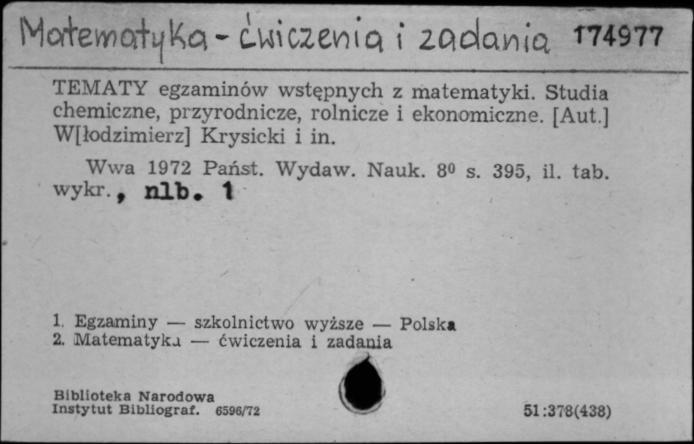 Matematyka - ćwiczenia i zadania 174977
TEMATY egzaminów wstępnych z matematyki. Studia
chemiczne, przyrodnicze, rolnicze i ekonomiczne. [Aut.]
W[łodzimierz] Krysicki i in.
Wwa 1972 Państ. Wydaw. Nauk. 8⁰ s. 395, il. tab.
wykr., nlb. 1
1. Egzaminy — szkolnictwo wyższe — Polska
2. Matematyka — ćwiczenia i zadania
Biblioteka Narodowa
Instytut Bibliograf. 6596/72 51:378(438)